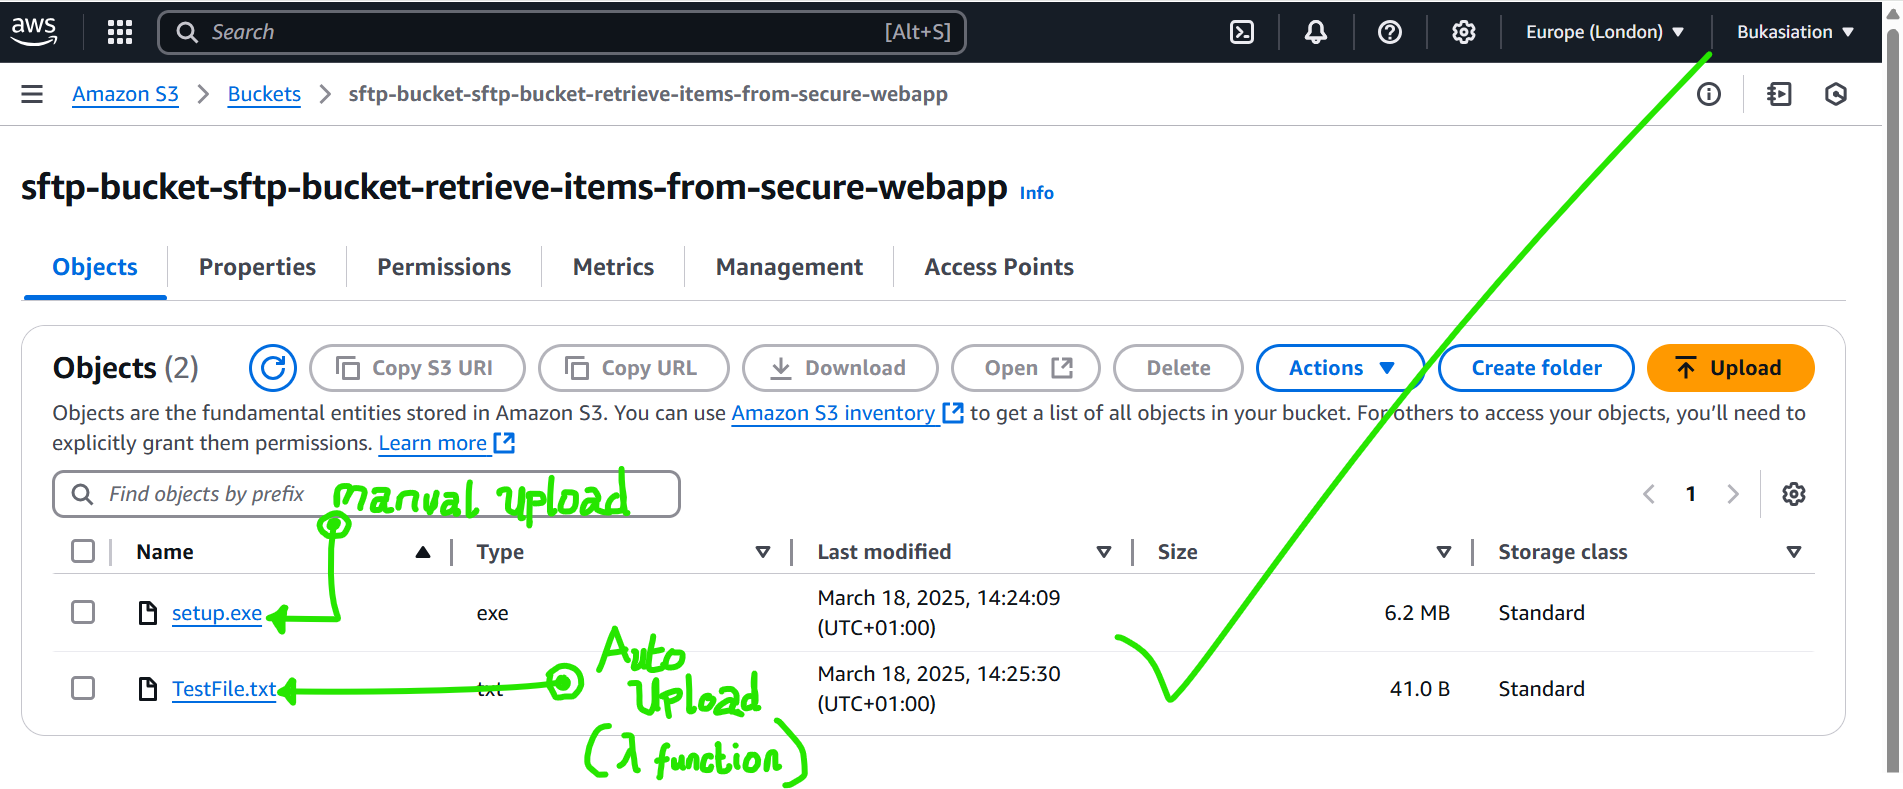 aws
Search [Alt+S] Europe (London) Bukasiation
Amazon S3 Buckets sftp-bucket-sftp-bucket-retrieve-items-from-secure-webapp
sftp-bucket-sftp-bucket-retrieve-items-from-secure-webapp Info
Objects Properties Permissions Metrics Management Access Points
Objects (2) Copy S3 URI Copy URL Download Open Delete Actions Create folder Upload
Objects are the fundamental entities stored in Amazon S3. You can use Amazon S3 inventory to get a list of all objects in your bucket. For others to access your objects, you'll need to
explicitly grant them permissions. Learn more
Find objects by prefix manual upload 1
Name Type Last modified Size Storage class
setup.exe exe March 18, 2025, 14:24:09 (UTC+01:00) 6.2 MB Standard
TestFile.txt txt March 18, 2025, 14:25:30 (UTC+01:00) 41.0 B Standard
Auto
Upload
(λ function)